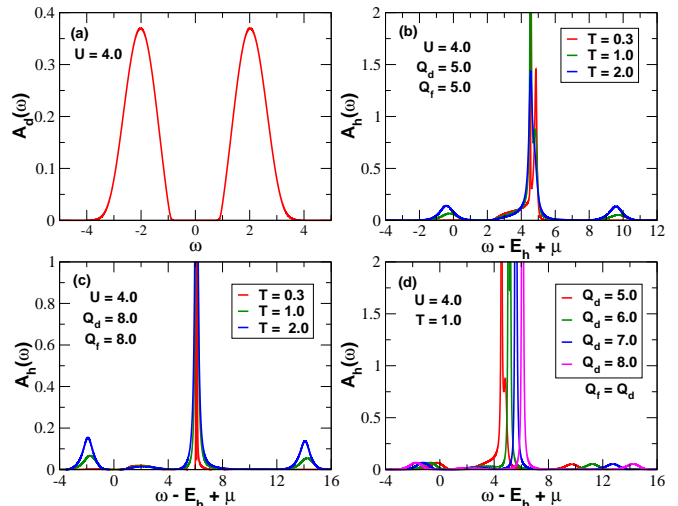 (a)
U = 4.0
A_d(ω)
0.4
0.3
0.2
0.1
0
-4 -2 0 2 4
ω
(b)
U = 4.0
Q_d = 5.0
Q_f = 5.0
T = 0.3
T = 1.0
T = 2.0
A_h(ω)
2
1.5
1
0.5
0
-4 -2 0 2 4 6 8 10 12
ω - E_h + μ
(c)
U = 4.0
Q_d = 8.0
Q_f = 8.0
T = 0.3
T = 1.0
T = 2.0
A_h(ω)
1
0.8
0.6
0.4
0.2
0
-4 0 4 8 12 16
ω - E_h + μ
(d)
U = 4.0
T = 1.0
Q_d = 5.0
Q_d = 6.0
Q_d = 7.0
Q_d = 8.0
Q_f = Q_d
A_h(ω)
2
1.5
1
0.5
0
-4 0 4 8 12 16
ω - E_h + μ